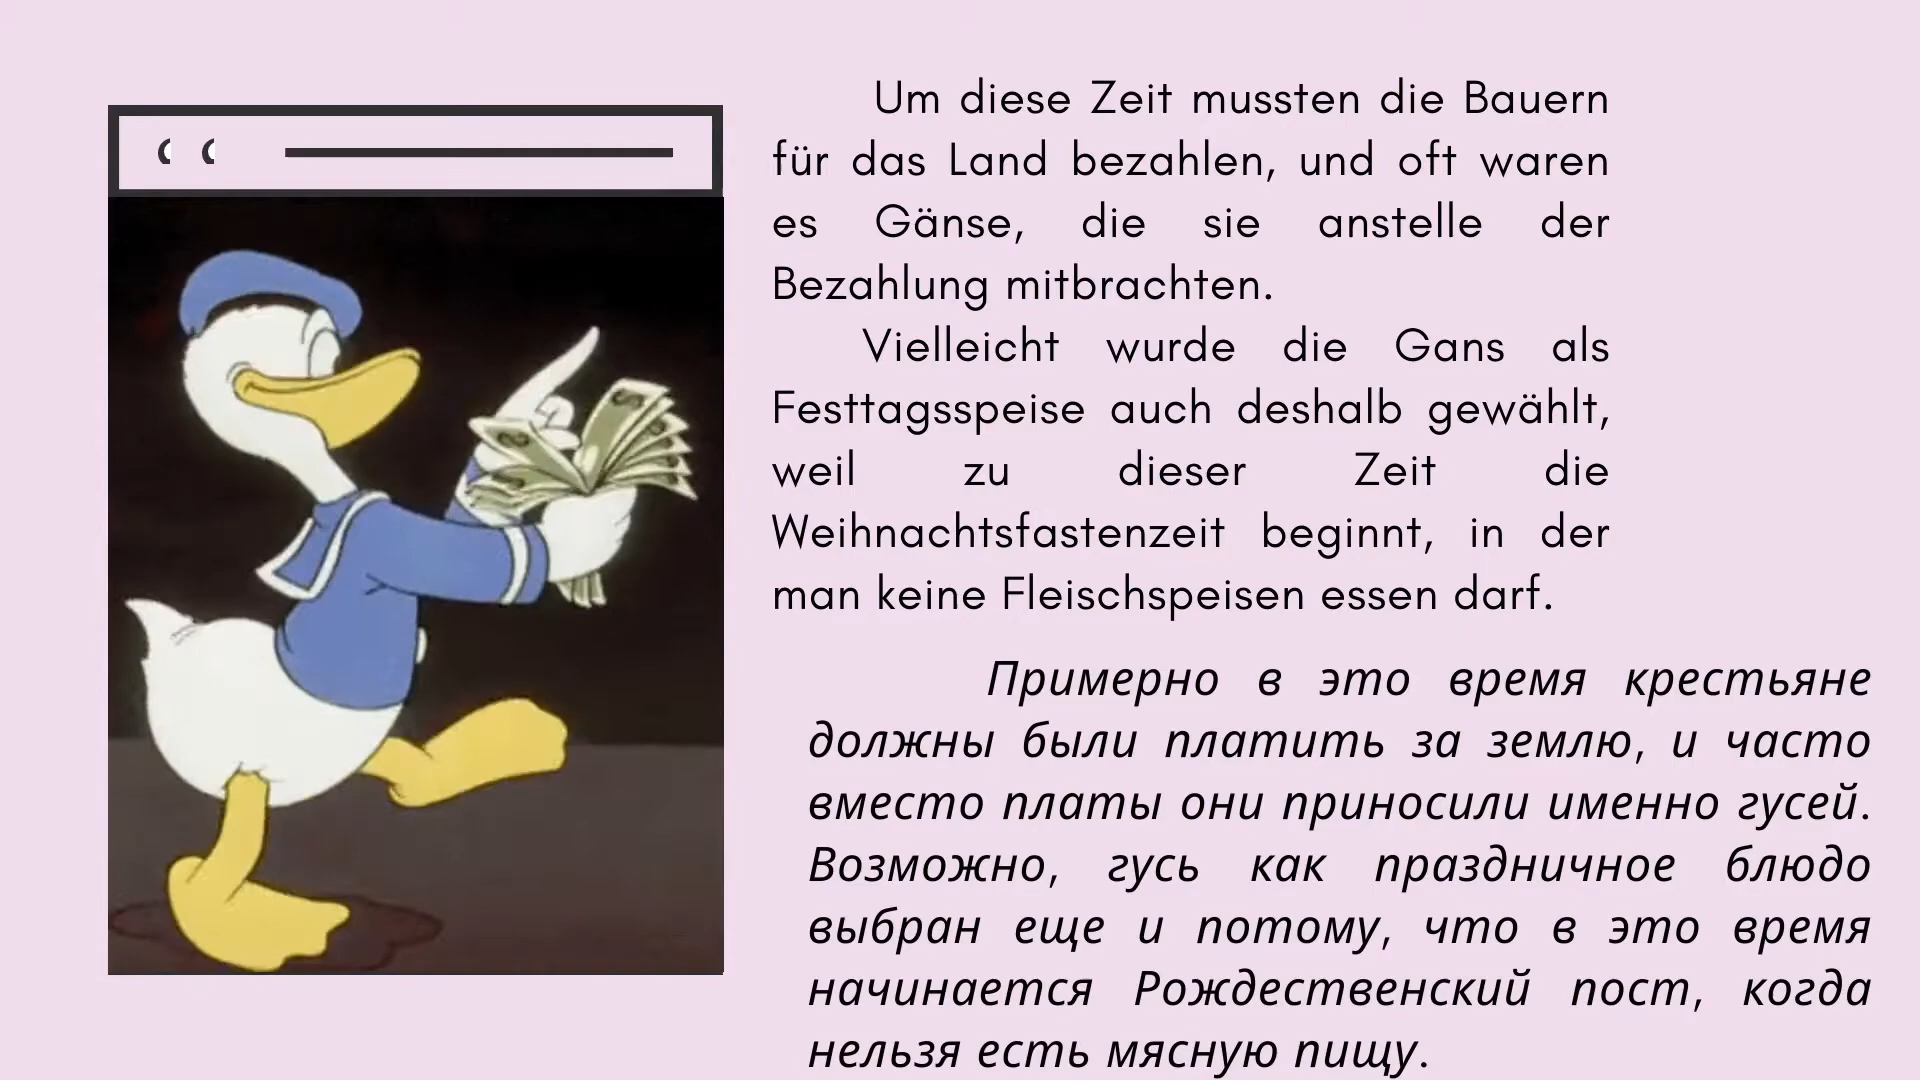 Um diese Zeit mussten die Bauern
für das Land bezahlen, und oft waren
es Gänse, die sie anstelle der
Bezahlung mitbrachten.
Vielleicht wurde die Gans als
Festtagsspeise auch deshalb gewählt,
weil zu dieser Zeit die
Weihnachtsfastenzeit beginnt, in der
man keine Fleischspeisen essen darf.
Примерно в это время крестьяне
должны были платить за землю, и часто
вместо платы они приносили именно гусей.
Возможно, гусь как праздничное блюдо
выбран еще и потому, что в это время
начинается Рождественский пост, когда
нельзя есть мясную пищу.